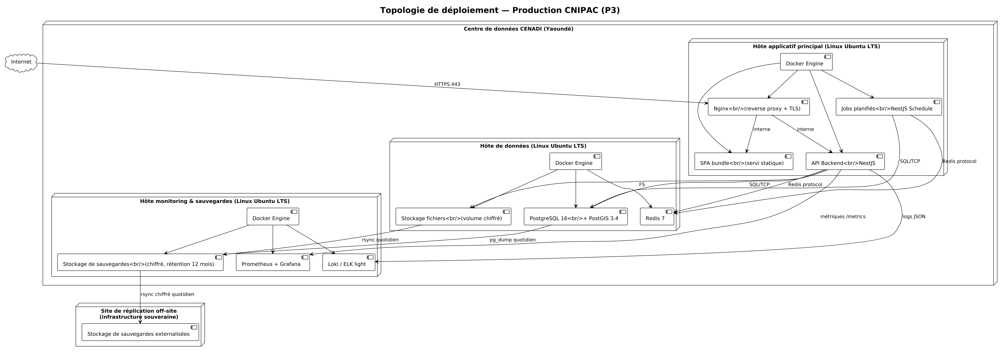 Topologie de déploiement — Production CNIPAC (P3)
Centre de données CENADI (Yaoundé)
Hôte applicatif principal (Linux Ubuntu LTS)
Docker Engine
Internet
HTTPS 443
Nginx<br/>(reverse proxy + TLS)
Jobs planifiés<br/>NestJS Schedule
interne
interne
SPA bundle<br/>(servi statique)
API Backend<br/>NestJS
SQL/TCP
Redis protocol
Hôte de données (Linux Ubuntu LTS)
Docker Engine
FS
SQL/TCP
Redis protocol
Stockage fichiers<br/>(volume chiffré)
PostgreSQL 16<br/>+ PostGIS 3.4
Redis 7
métriques /metrics
logs JSON
Hôte monitoring & sauvegardes (Linux Ubuntu LTS)
Docker Engine
rsync quotidien
pg_dump quotidien
Stockage de sauvegardes<br/>(chiffré, rétention 12 mois)
Prometheus + Grafana
Loki / ELK light
rsync chiffré quotidien
Site de réplication off-site
(infrastructure souveraine)
Stockage de sauvegardes externalisées